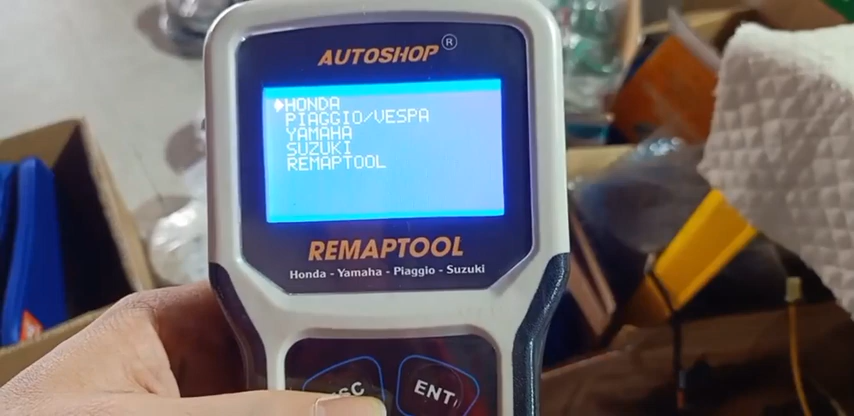 AUTOSHOP ®
HONDA
PIAGGIO/VESPA
YAMAHA
SUZUKI
REMAPTOOL
REMAPTOOL
Honda - Yamaha - Piaggio - Suzuki